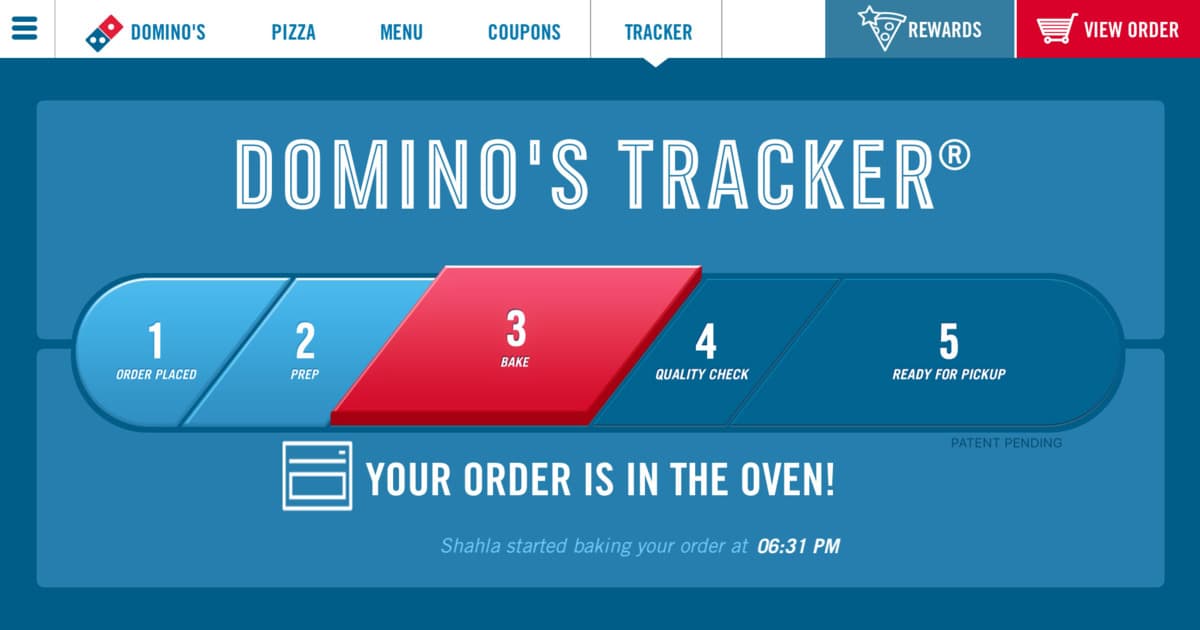 DOMINO'S PIZZA MENU COUPONS TRACKER REWARDS VIEW ORDER
DOMINO'S TRACKER®
1 2 3 4 5
ORDER PLACED PREP BAKE QUALITY CHECK READY FOR PICKUP
PATENT PENDING
YOUR ORDER IS IN THE OVEN!
Shahla started baking your order at 06:31 PM